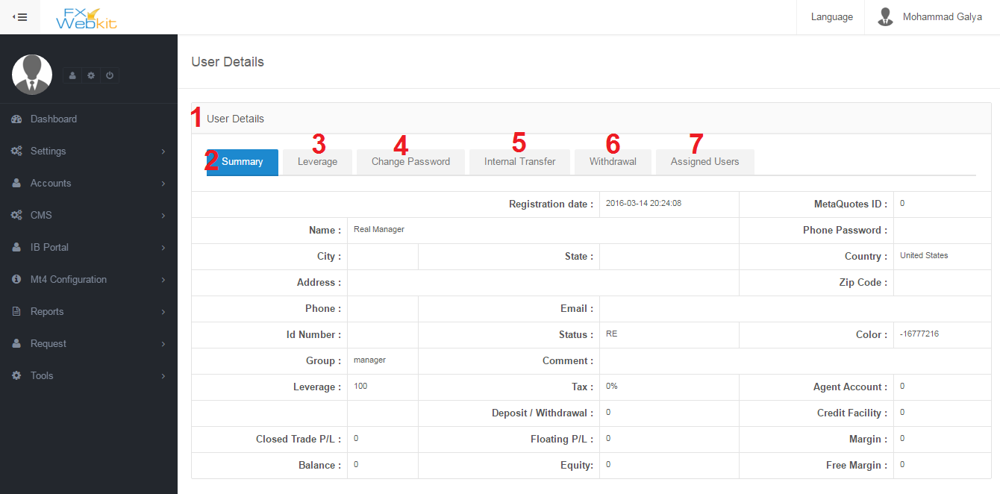 FX
Webkit
Language
Mohammad Galya
User Details
1 User Details
Dashboard
Settings
Accounts
CMS
IB Portal
Mt4 Configuration
Reports
Request
Tools
3 4 5 6 7
2 Summary Leverage Change Password Internal Transfer Withdrawal Assigned Users
Registration date : 2016-03-14 20:24:08 MetaQuotes ID : 0
Name : Real Manager Phone Password :
City : State : Country : United States
Address : Zip Code :
Phone : Email :
Id Number : Status : RE Color : -16777216
Group : manager Comment :
Leverage : 100 Tax : 0% Agent Account : 0
Deposit / Withdrawal : 0 Credit Facility : 0
Closed Trade P/L : 0 Floating P/L : 0 Margin : 0
Balance : 0 Equity: 0 Free Margin : 0